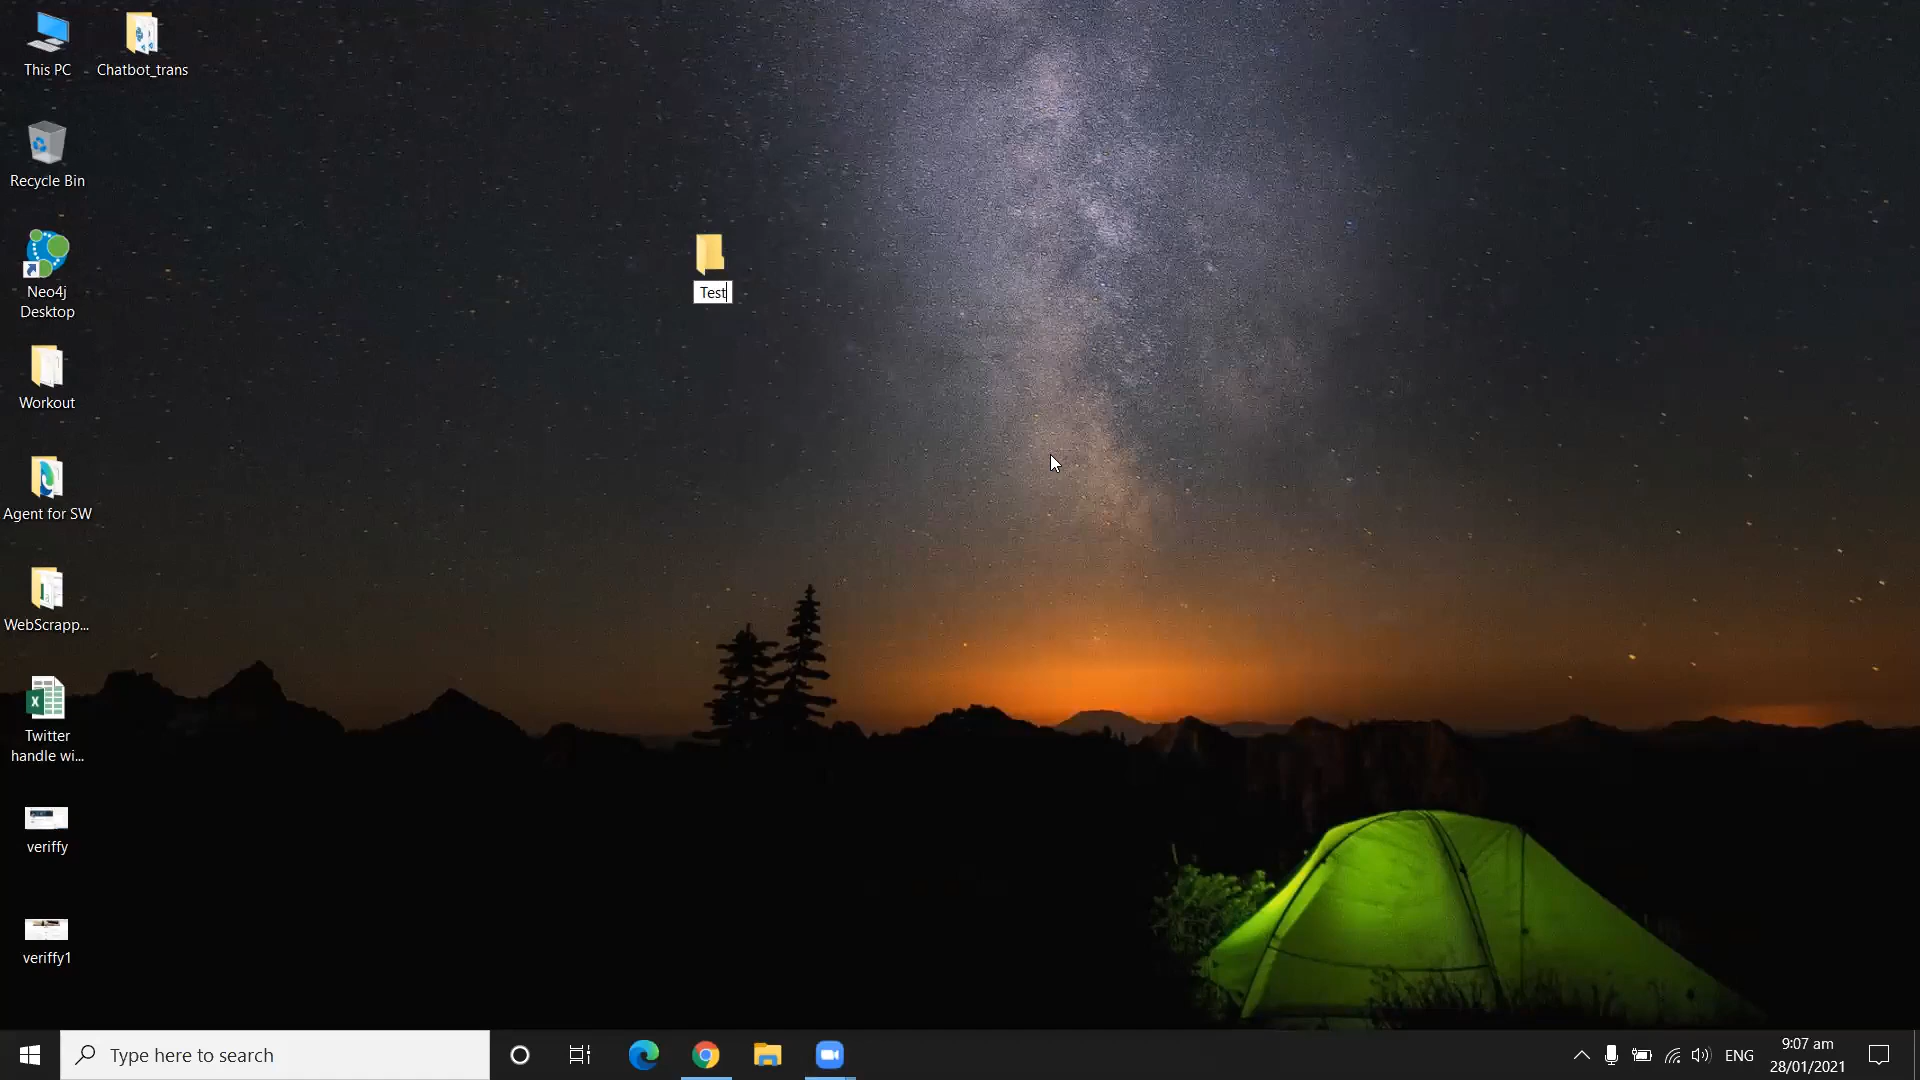 This PC
Chatbot_trans
Recycle Bin
Neo4j
Desktop
Test
Workout
Agent for SW
WebScrapp...
Twitter
handle wi...
veriffy
veriffy1
Type here to search
ENG
9:07 am
28/01/2021